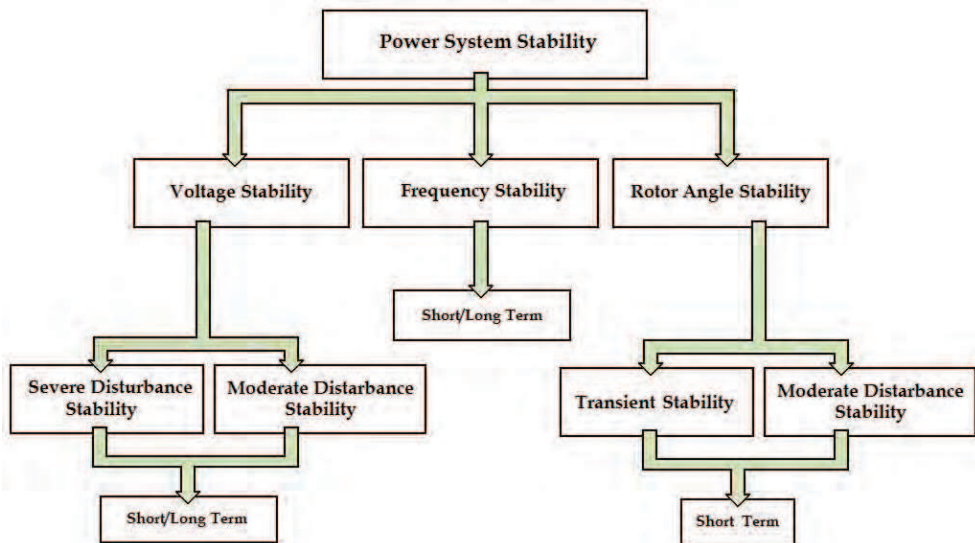 Power System Stability
Voltage Stability
Frequency Stability
Rotor Angle Stability
Short/Long Term
Severe Disturbance
Stability
Moderate Distarbance
Stability
Transient Stability
Moderate Distarbance
Stability
Short/Long Term
Short Term